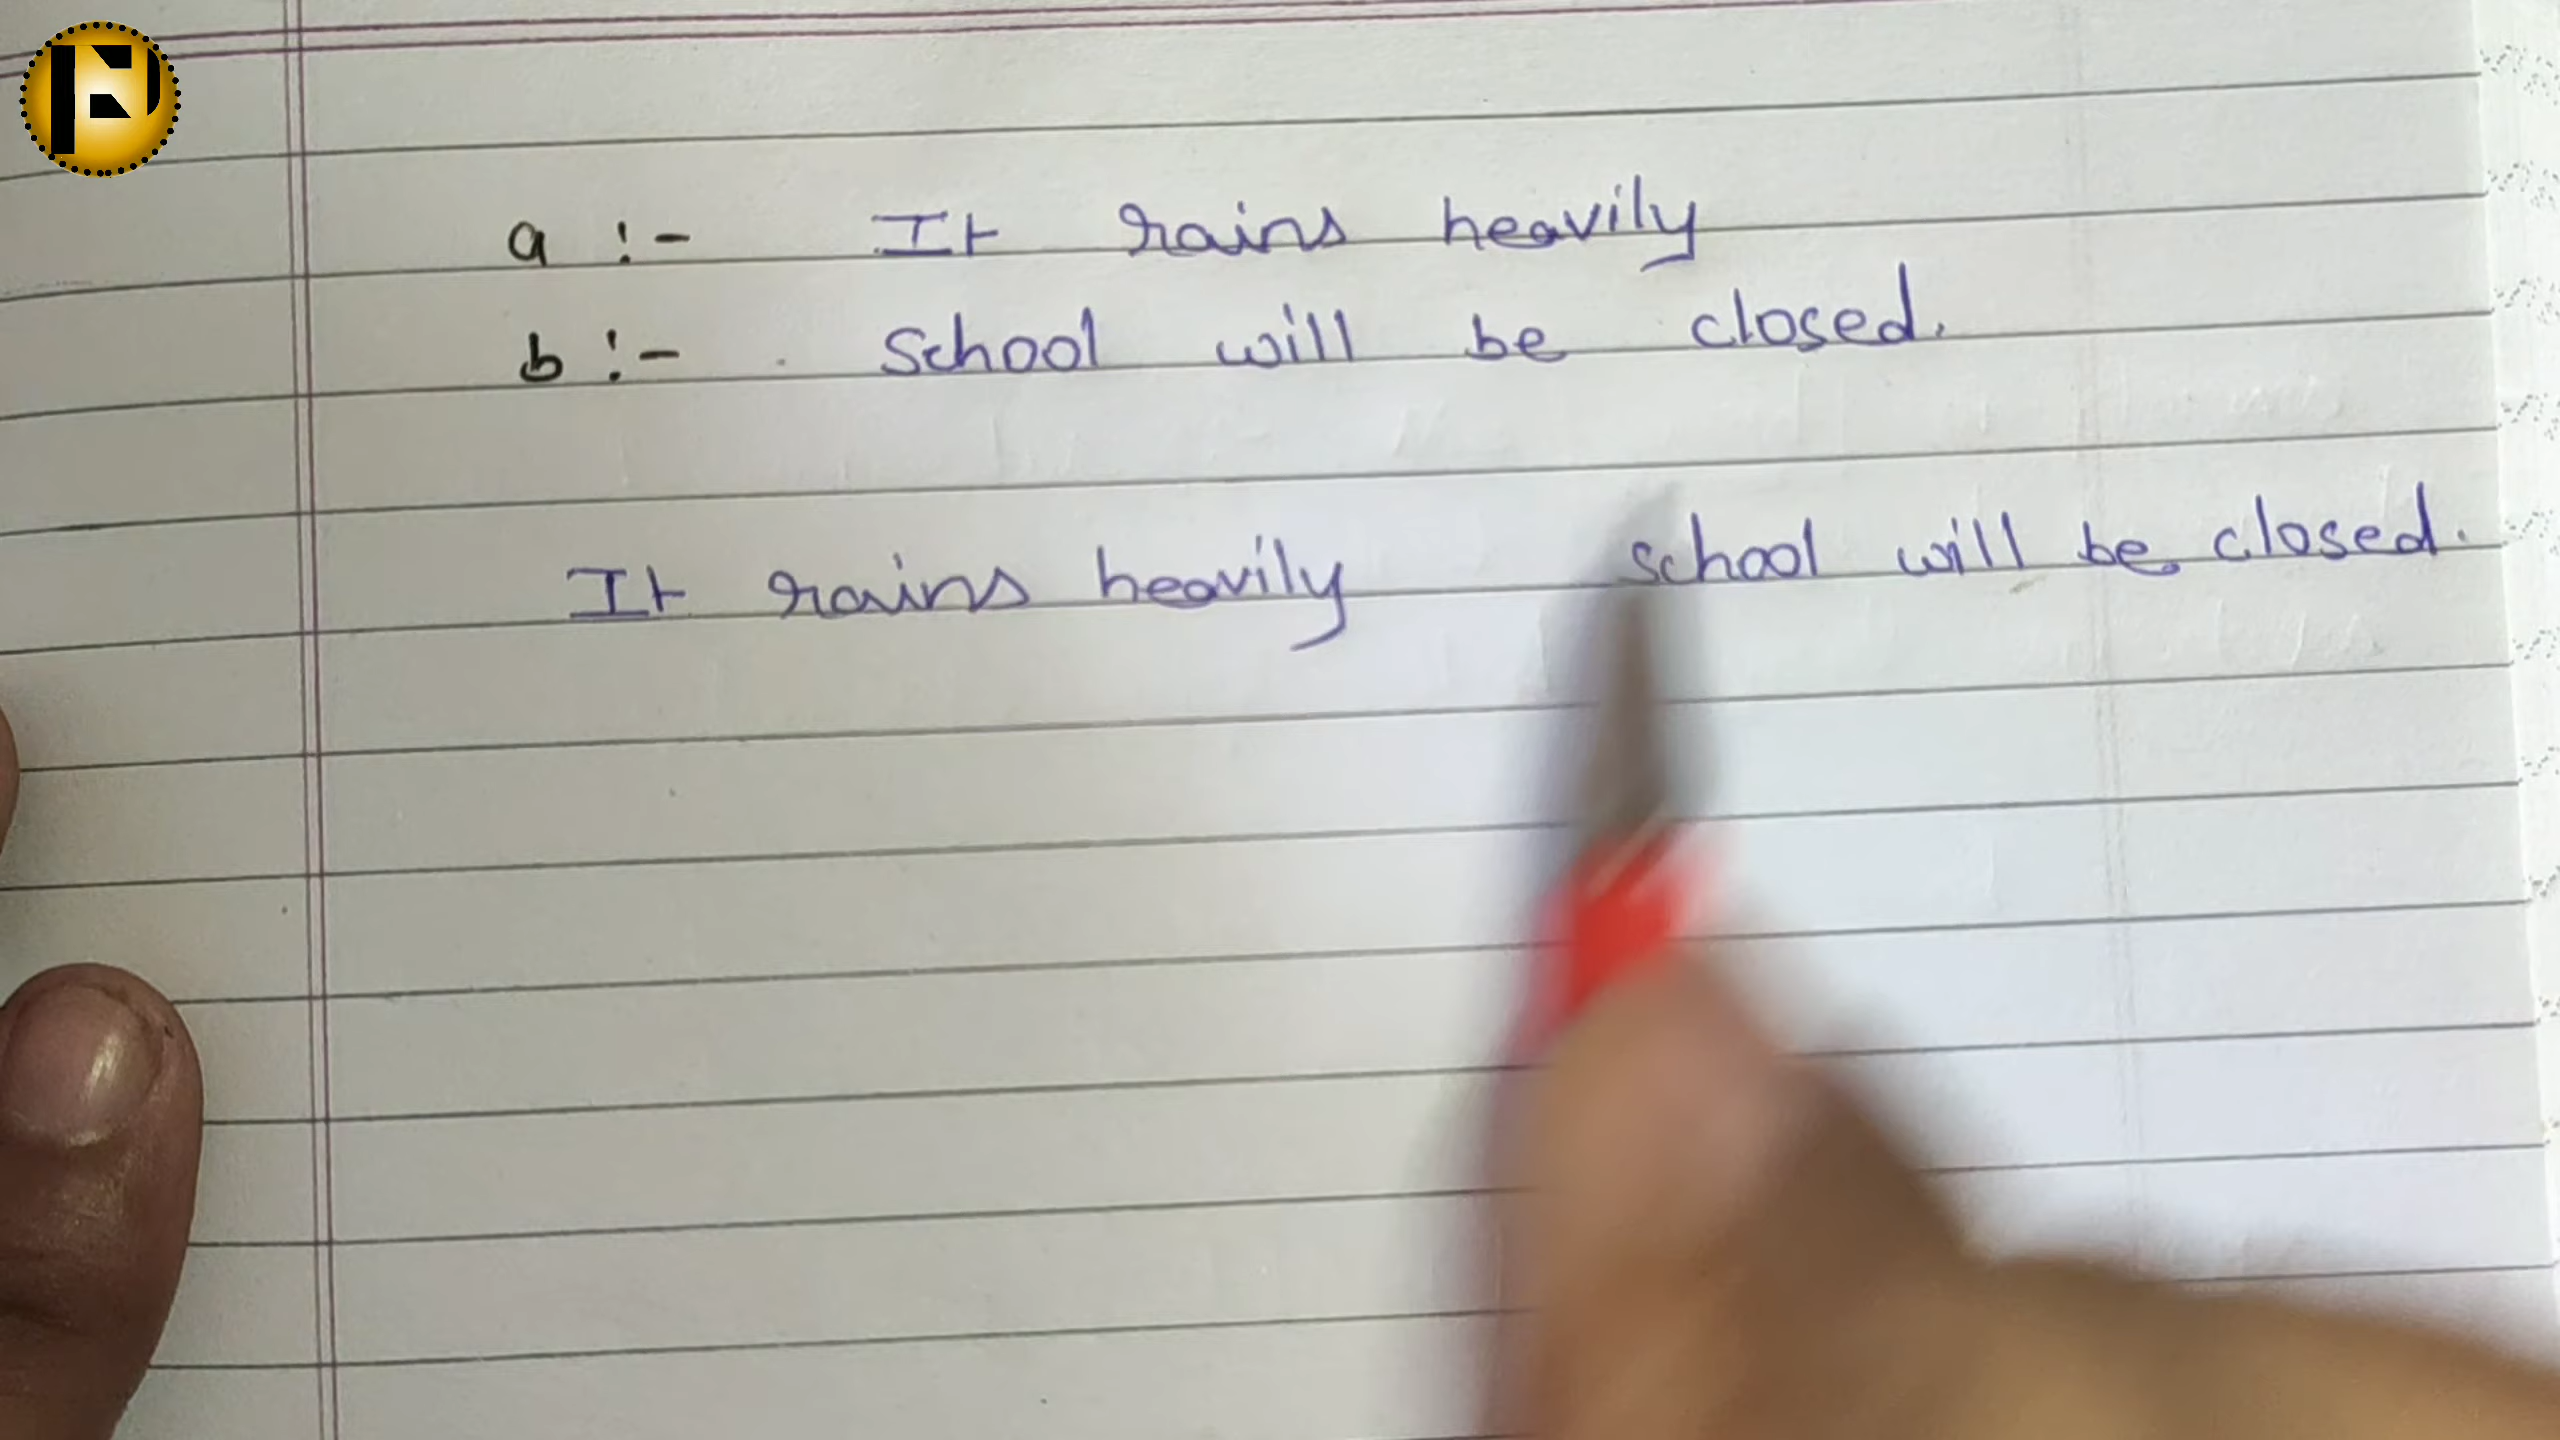 a :- It rains heavily
b :- School will be closed.
It rains heavily school will be closed.